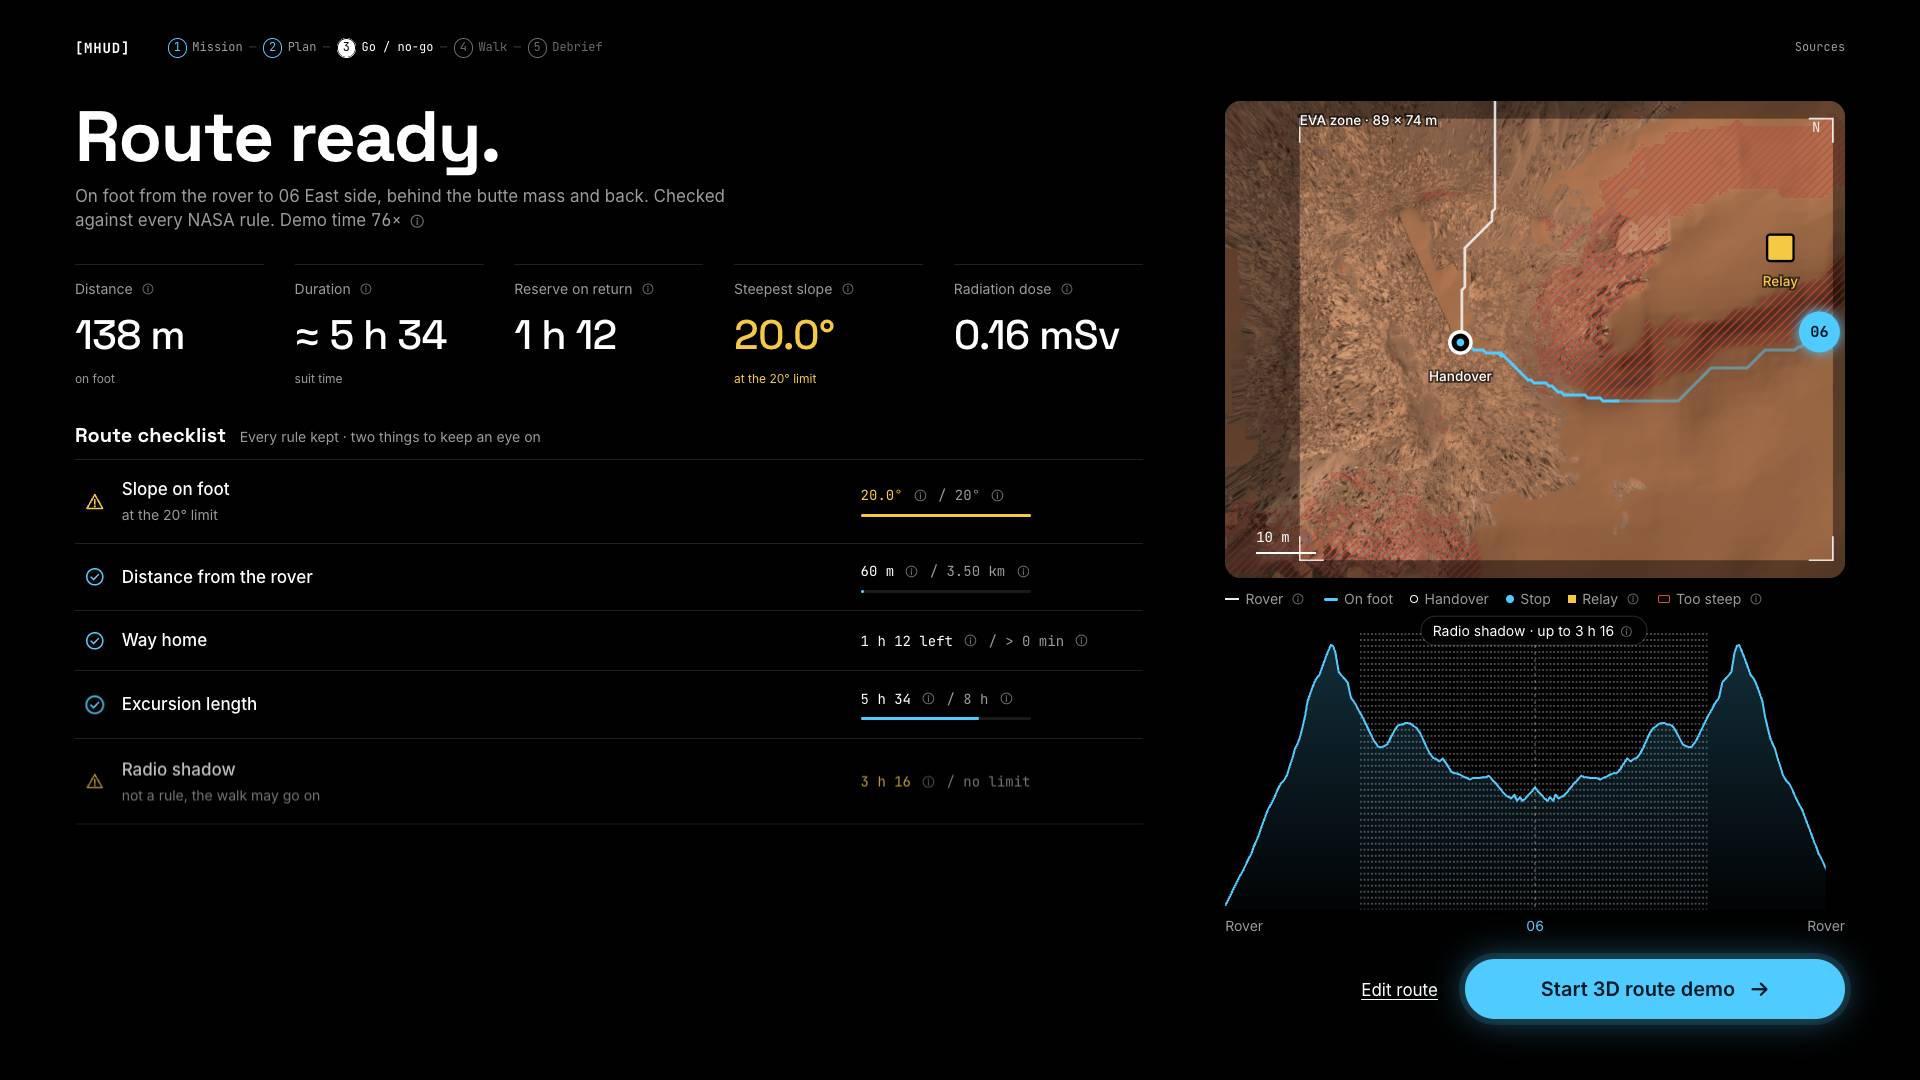 [MHUD]
1 Mission – 2 Plan – 3 Go / no-go – 4 Walk – 5 Debrief
Sources
Route ready.
On foot from the rover to 06 East side, behind the butte mass and back. Checked
against every NASA rule. Demo time 76× ⓘ
Distance ⓘ
138 m
on foot
Duration ⓘ
≈ 5 h 34
suit time
Reserve on return ⓘ
1 h 12
Steepest slope ⓘ
20.0°
at the 20° limit
Radiation dose ⓘ
0.16 mSv
Route checklist
Every rule kept · two things to keep an eye on
Slope on foot
at the 20° limit
20.0° ⓘ / 20° ⓘ
Distance from the rover
60 m ⓘ / 3.50 km ⓘ
Way home
1 h 12 left ⓘ / > 0 min ⓘ
Excursion length
5 h 34 ⓘ / 8 h ⓘ
Radio shadow
not a rule, the walk may go on
3 h 16 ⓘ / no limit
EVA zone · 89 × 74 m
N
Relay
06
Handover
10 m
Rover ⓘ On foot Handover Stop Relay ⓘ Too steep ⓘ
Radio shadow · up to 3 h 16 ⓘ
Rover 06 Rover
Edit route
Start 3D route demo →